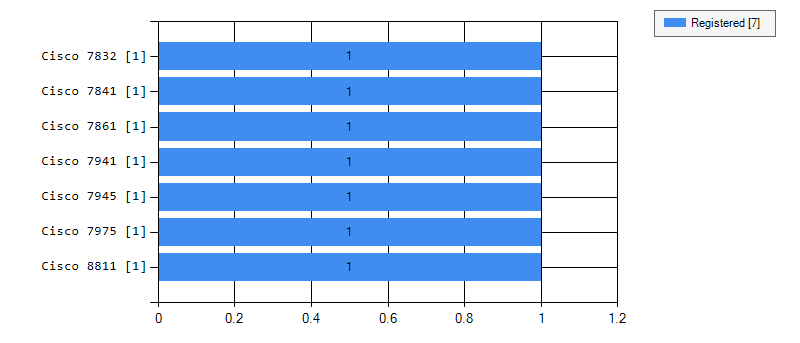 Registered [7]
Cisco 7832 [1] 1
Cisco 7841 [1] 1
Cisco 7861 [1] 1
Cisco 7941 [1] 1
Cisco 7945 [1] 1
Cisco 7975 [1] 1
Cisco 8811 [1] 1
0 0.2 0.4 0.6 0.8 1 1.2